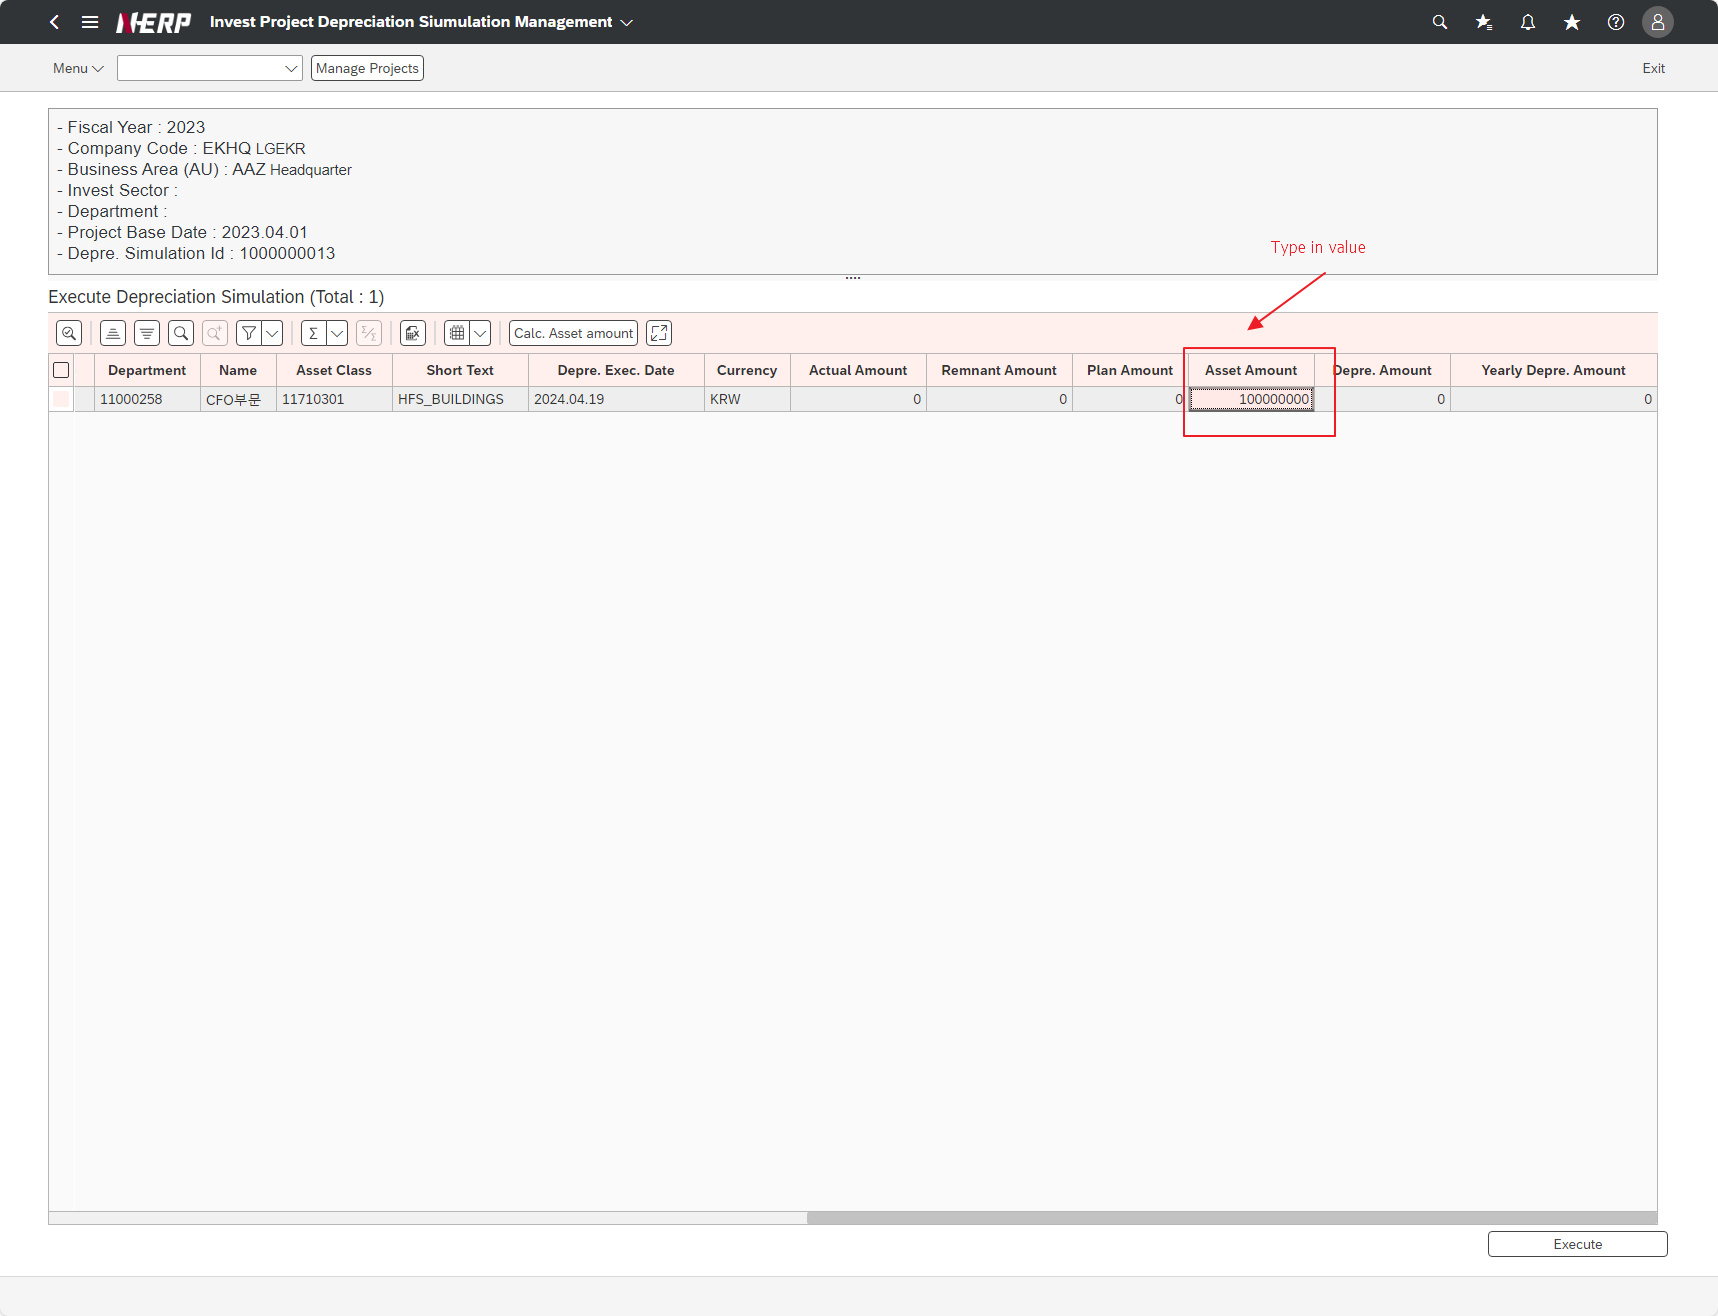 NERP Invest Project Depreciation Siumulation Management
Menu Manage Projects Exit
- Fiscal Year : 2023
- Company Code : EKHQ LGEKR
- Business Area (AU) : AAZ Headquarter
- Invest Sector :
- Department :
- Project Base Date : 2023.04.01
- Depre. Simulation Id : 1000000013
Type in value
Execute Depreciation Simulation (Total : 1)
Calc. Asset amount
Department Name Asset Class Short Text Depre. Exec. Date Currency Actual Amount Remnant Amount Plan Amount Asset Amount Depre. Amount Yearly Depre. Amount
11000258 CFO부문 11710301 HFS_BUILDINGS 2024.04.19 KRW 0 0 0 100000000 0 0
Execute